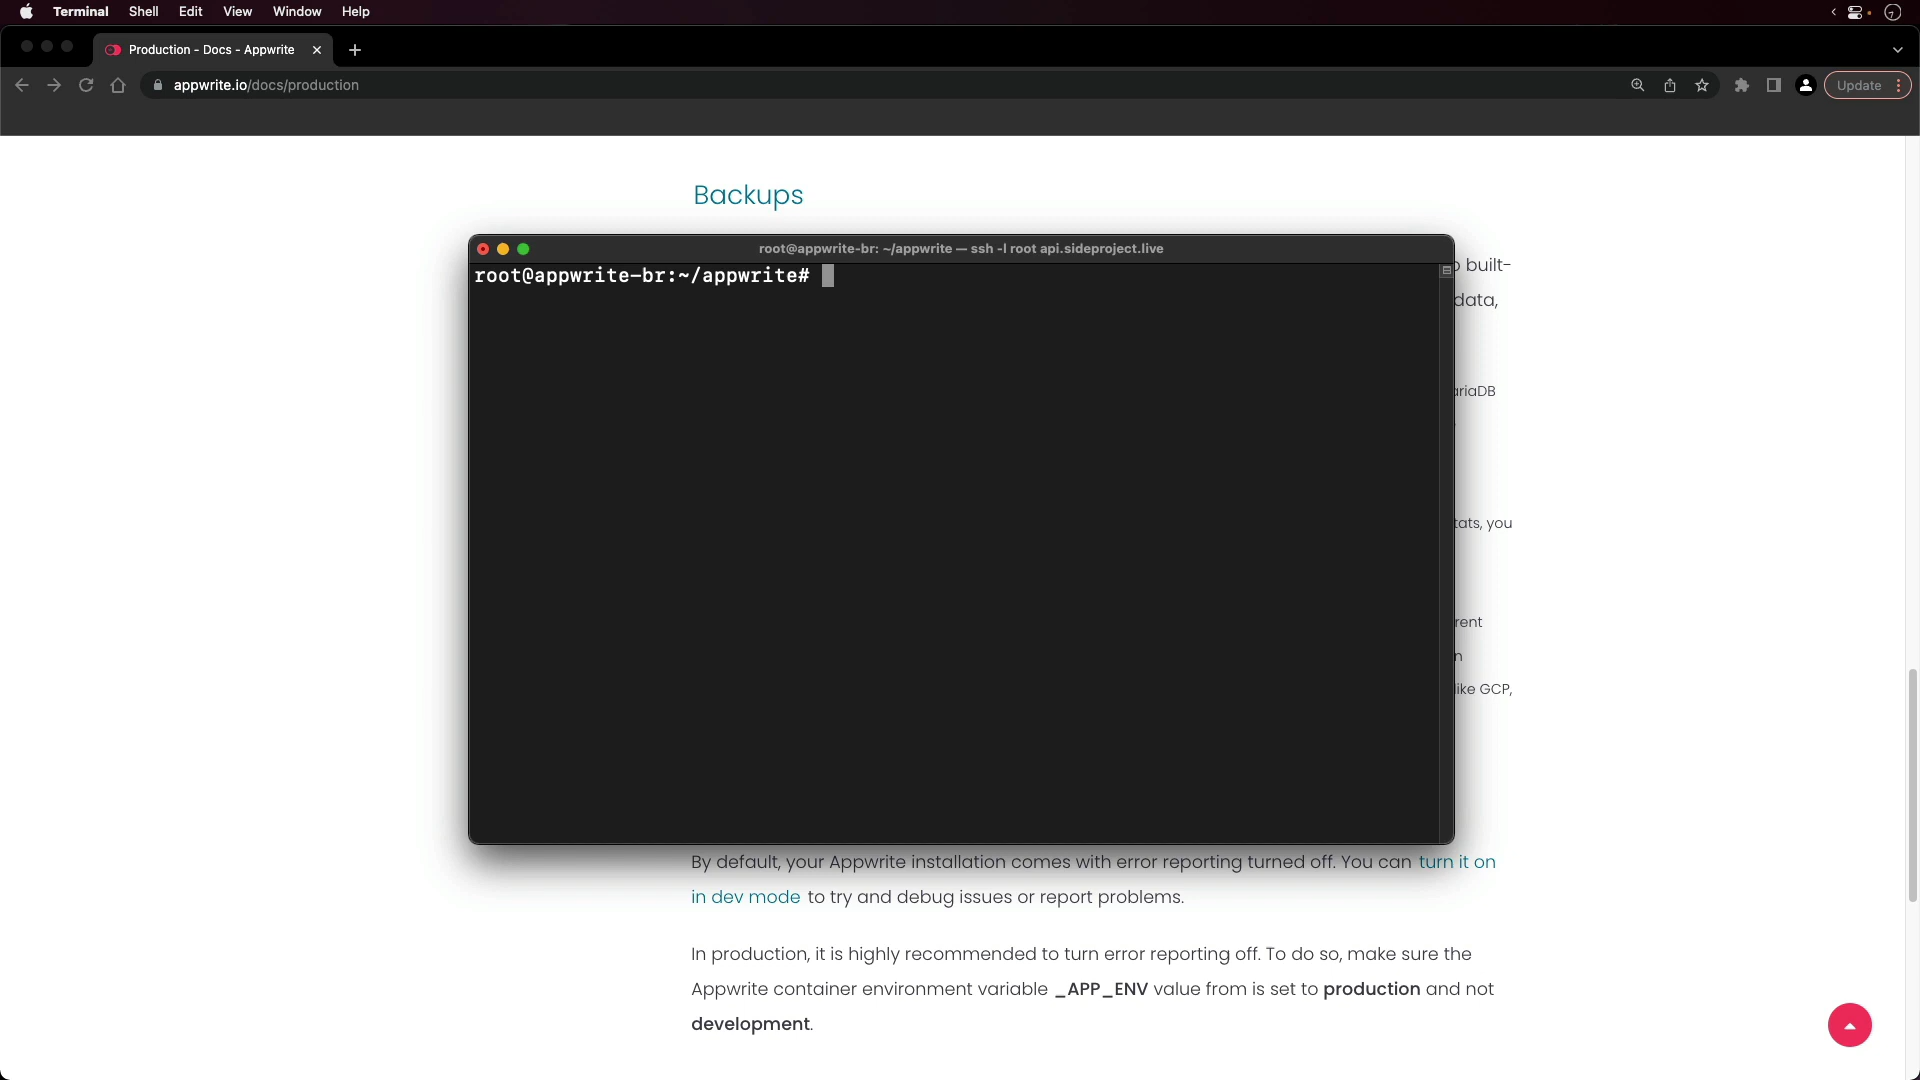 Terminal Shell Edit View Window Help
Production - Docs - Appwrite
appwrite.io/docs/production
Update
Backups
root@appwrite-br: ~/appwrite — ssh -l root api.sideproject.live
root@appwrite-br:~/appwrite#
built-
data,
ariaDB
tats, you
rent
n
like GCP,
By default, your Appwrite installation comes with error reporting turned off. You can turn it on
in dev mode to try and debug issues or report problems.
In production, it is highly recommended to turn error reporting off. To do so, make sure the
Appwrite container environment variable _APP_ENV value from is set to production and not
development.